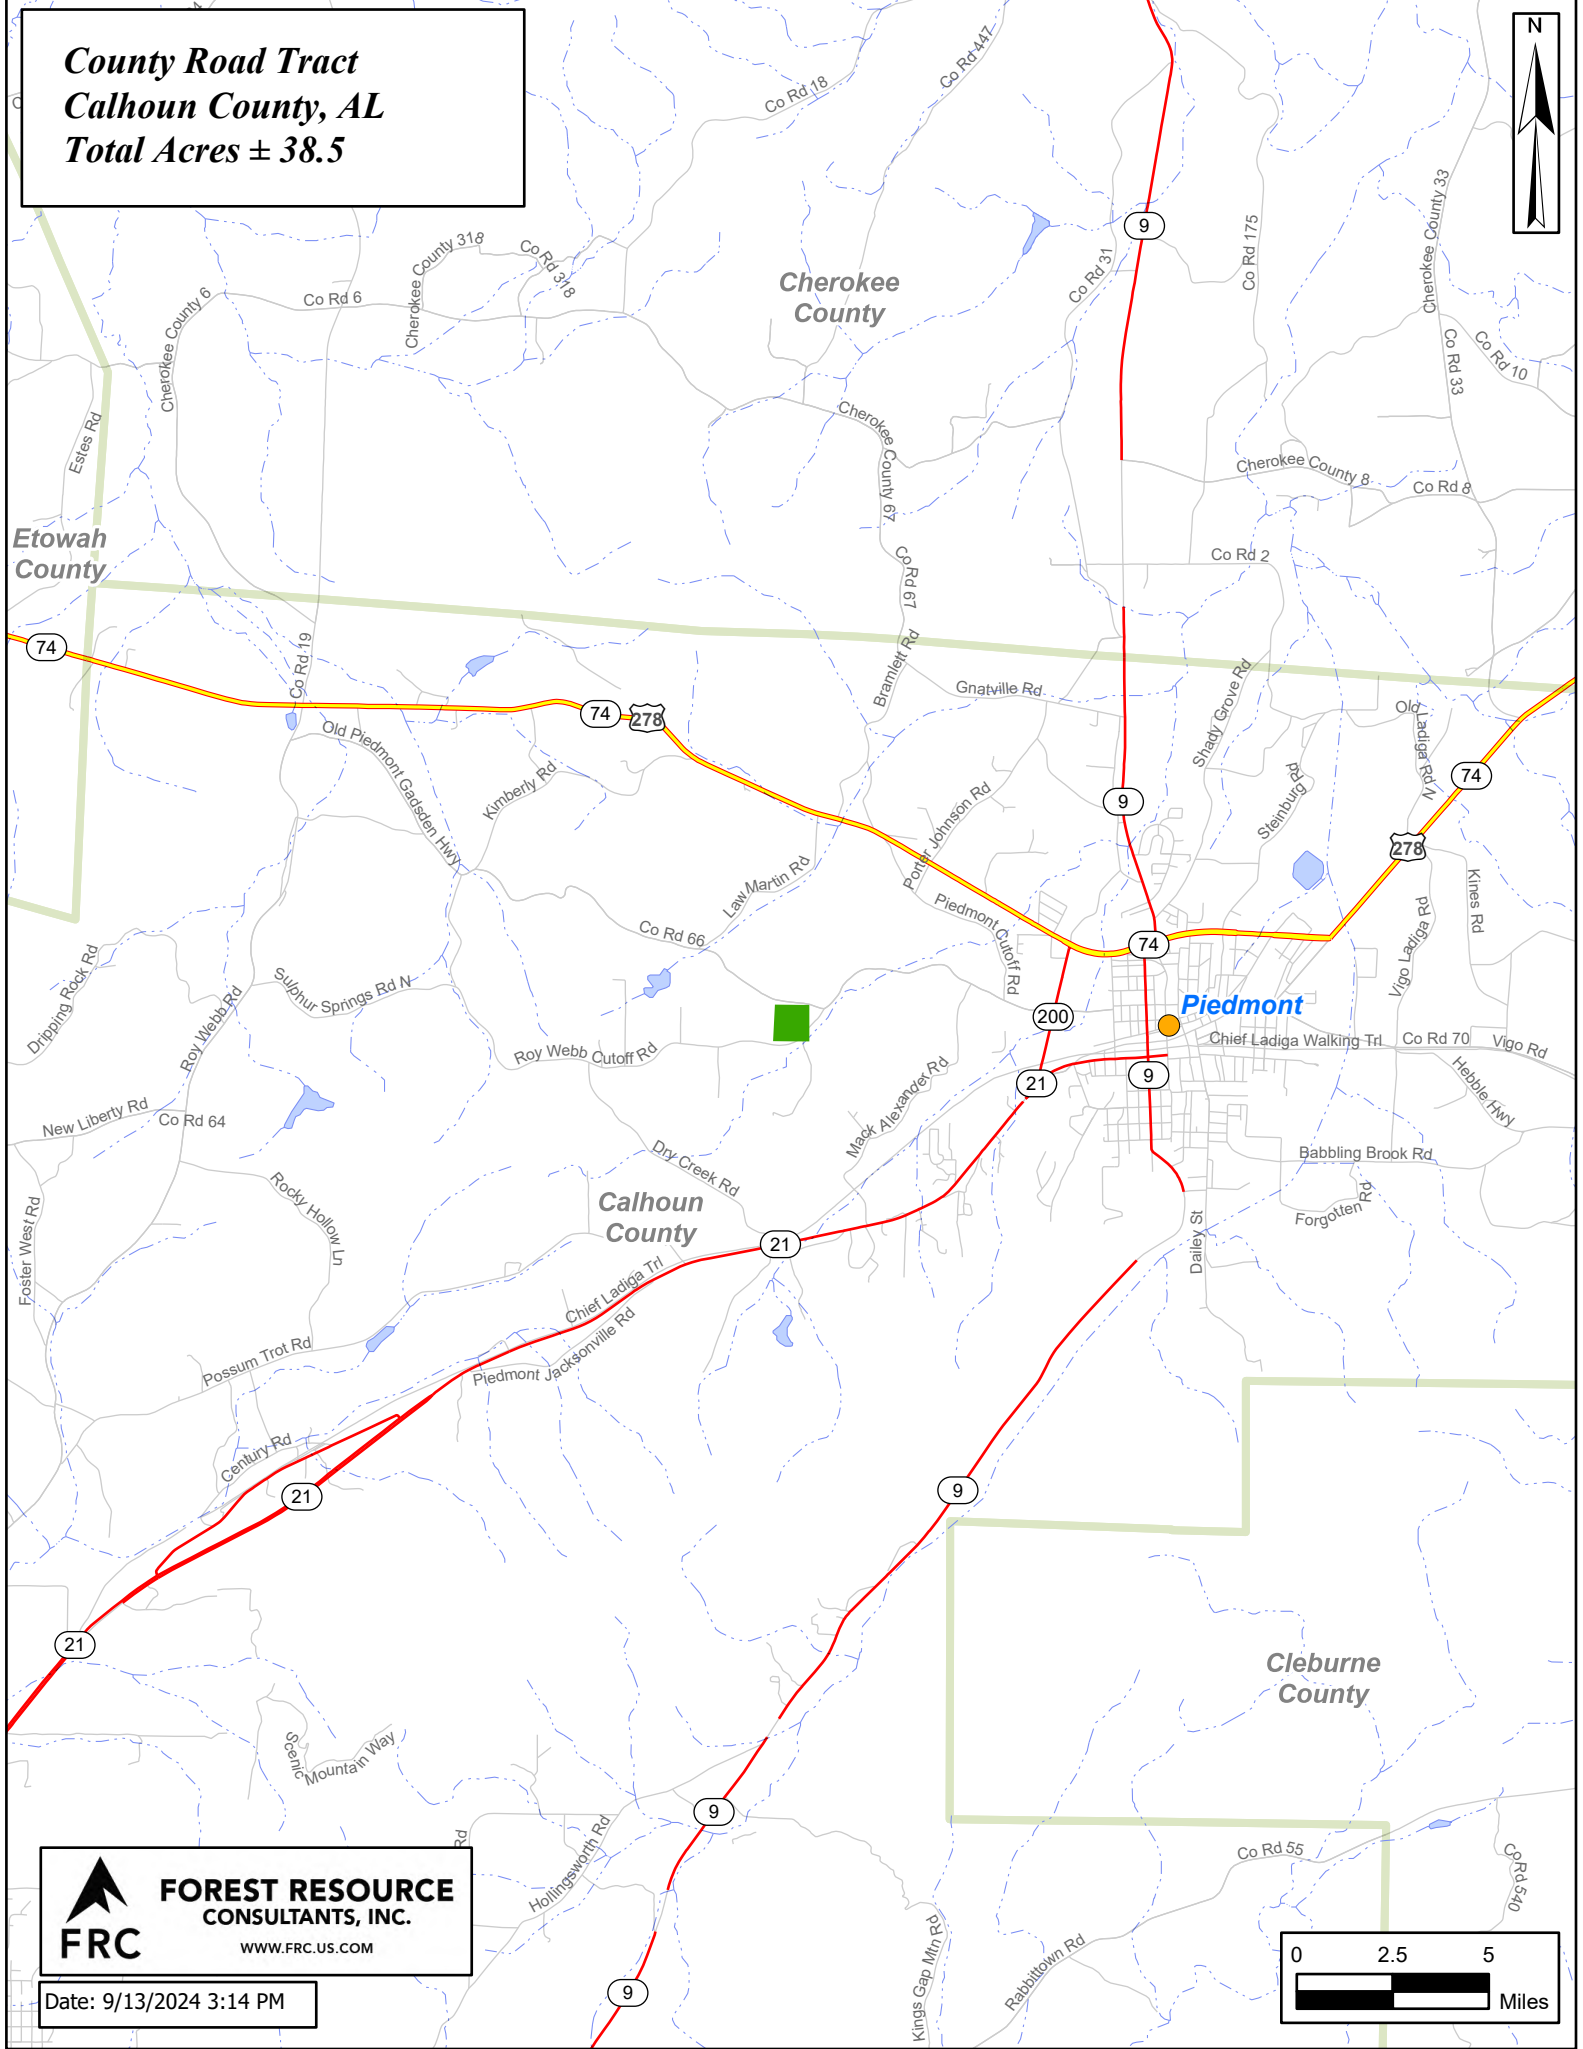 County Road Tract
Calhoun County, AL
Total Acres ± 38.5
N
Co Rd 447
Co Rd 18
9
Co Rd 31
Co Rd 175
Cherokee County 33
Cherokee County 318
Co Rd 318
Cherokee County 6
Co Rd 6
Cherokee
County
Co Rd 33
Co Rd 10
Estes Rd
Cherokee County 67
Cherokee County 8
Co Rd 8
Etowah
County
Co Rd 67
Co Rd 2
74
Co Rd 19
Bramlett Rd
Gnatville Rd
Shady Grove Rd
Old Ladiga Rd N
74
278
Old Piedmont Gadsden Hwy
Kimberly Rd
Porter Johnson Rd
9
Steinburg Rd
74
278
Law Martin Rd
Kines Rd
Co Rd 66
Piedmont Cutoff Rd
74
Vigo Ladiga Rd
Dripping Rock Rd
Sulphur Springs Rd N
Roy Webb Rd
200
Piedmont
Roy Webb Cutoff Rd
Chief Ladiga Walking Trl
Co Rd 70
Vigo Rd
Mack Alexander Rd
21
9
Hebble Hwy
New Liberty Rd
Co Rd 64
Dry Creek Rd
Babbling Brook Rd
Rocky Hollow Ln
Calhoun
County
Forgotten Rd
Foster West Rd
21
Dailey St
Chief Ladiga Trl
Possum Trot Rd
Piedmont Jacksonville Rd
Century Rd
21
9
21
Cleburne
County
Scenic Mountain Way
9
Rd
Hollingsworth Rd
Co Rd 55
Co Rd 540
FRC
FOREST RESOURCE
CONSULTANTS, INC.
WWW.FRC.US.COM
Kings Gap Mtn Rd
Rabbittown Rd
9
0 2.5 5
Miles
Date: 9/13/2024 3:14 PM